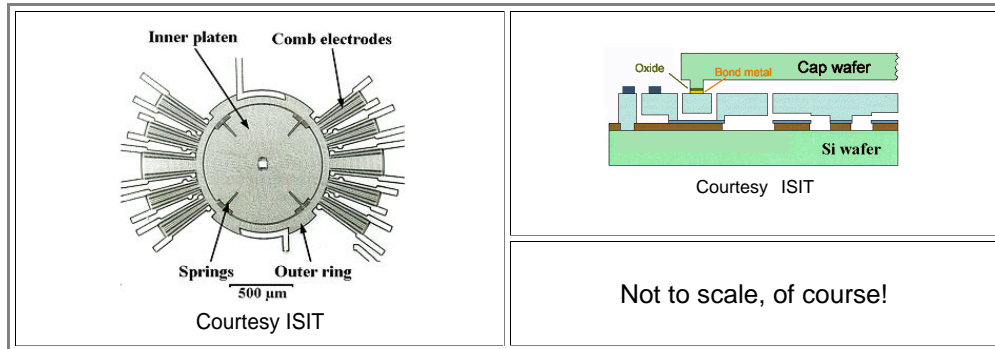 Inner platen Comb electrodes
Springs Outer ring
500 µm
Courtesy ISIT
Oxide Bond metal Cap wafer
Si wafer
Courtesy ISIT
Not to scale, of course!